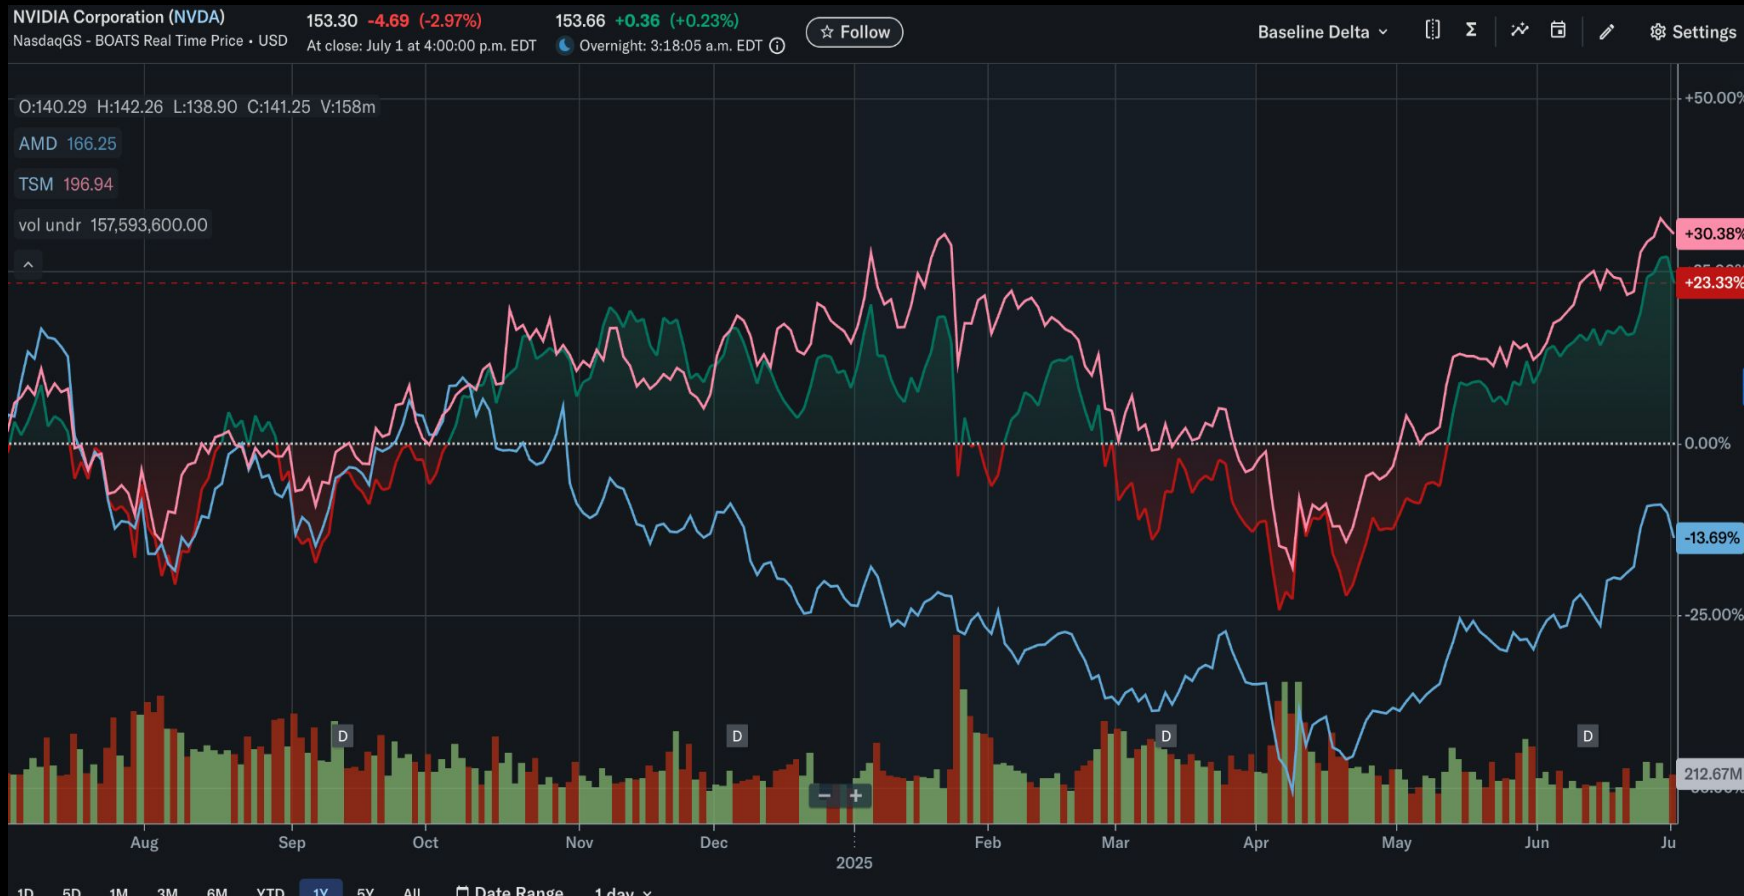 NVIDIA Corporation (NVDA)
NasdaqGS - BOATS Real Time Price • USD
153.30 -4.69 (-2.97%)
At close: July 1 at 4:00:00 p.m. EDT
153.66 +0.36 (+0.23%)
Overnight: 3:18:05 a.m. EDT
Follow
Baseline Delta
Σ
Settings
O:140.29 H:142.26 L:138.90 C:141.25 V:158m
AMD 166.25
TSM 196.94
vol undr 157,593,600.00
+50.00%
+30.38%
+23.33%
0.00%
-13.69%
-25.00%
212.67M
D
D
D
D
− +
Aug Sep Oct Nov Dec 2025 Feb Mar Apr May Jun Ju
1D 5D 1M 3M 6M YTD 1Y 5Y All Date Range 1 day